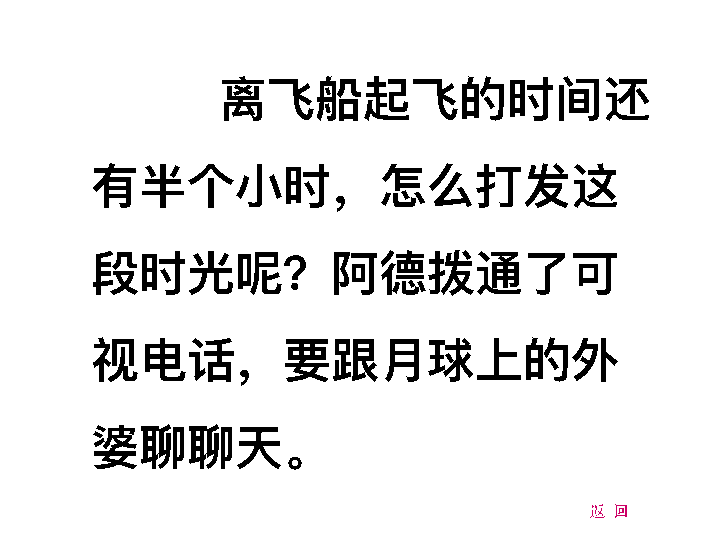 离飞船起飞的时间还
有半个小时，怎么打发这
段时光呢？阿德拨通了可
视电话，要跟月球上的外
婆聊聊天。
返 回